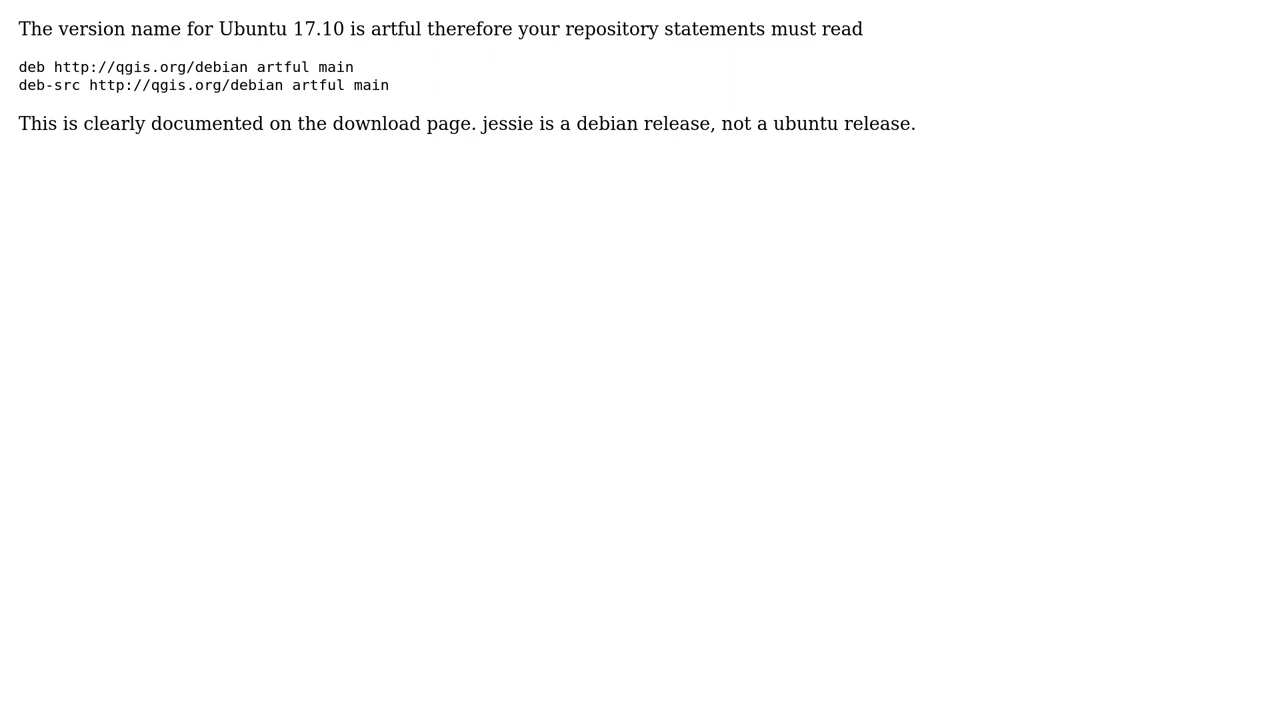 The version name for Ubuntu 17.10 is artful therefore your repository statements must read
deb http://qgis.org/debian artful main
deb-src http://qgis.org/debian artful main
This is clearly documented on the download page. jessie is a debian release, not a ubuntu release.